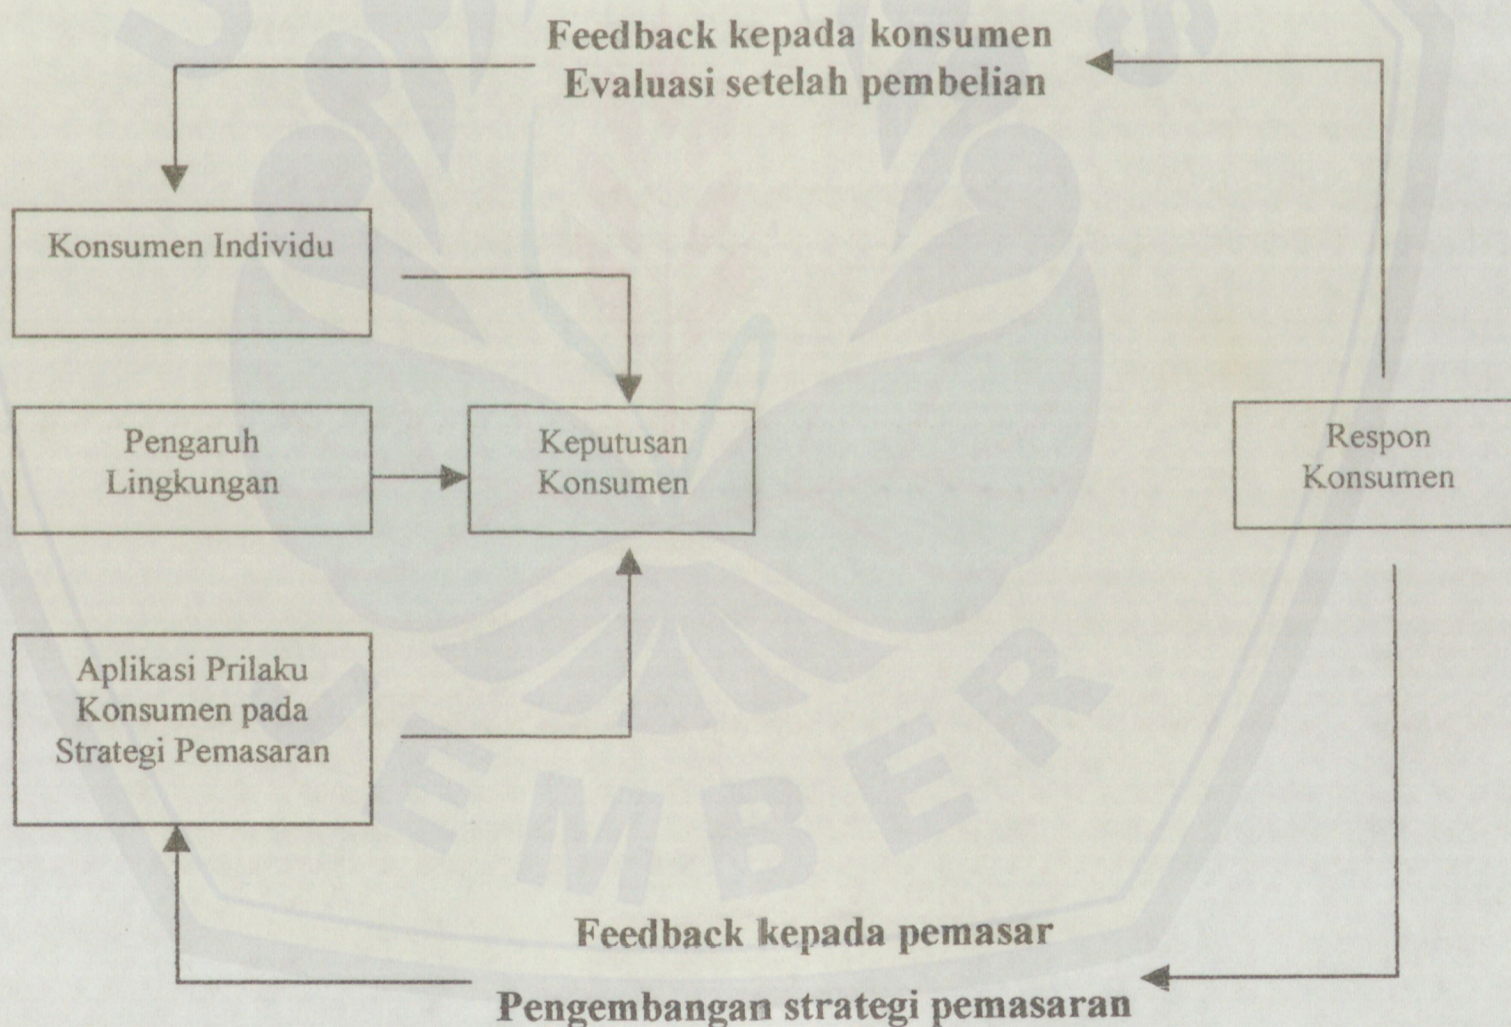 Feedback kepada konsumen
Evaluasi setelah pembelian
Konsumen Individu
Pengaruh
Lingkungan
Keputusan
Konsumen
Respon
Konsumen
Aplikasi Prilaku
Konsumen pada
Strategi Pemasaran
JEMBER
Feedback kepada pemasar
Pengembangan strategi pemasaran